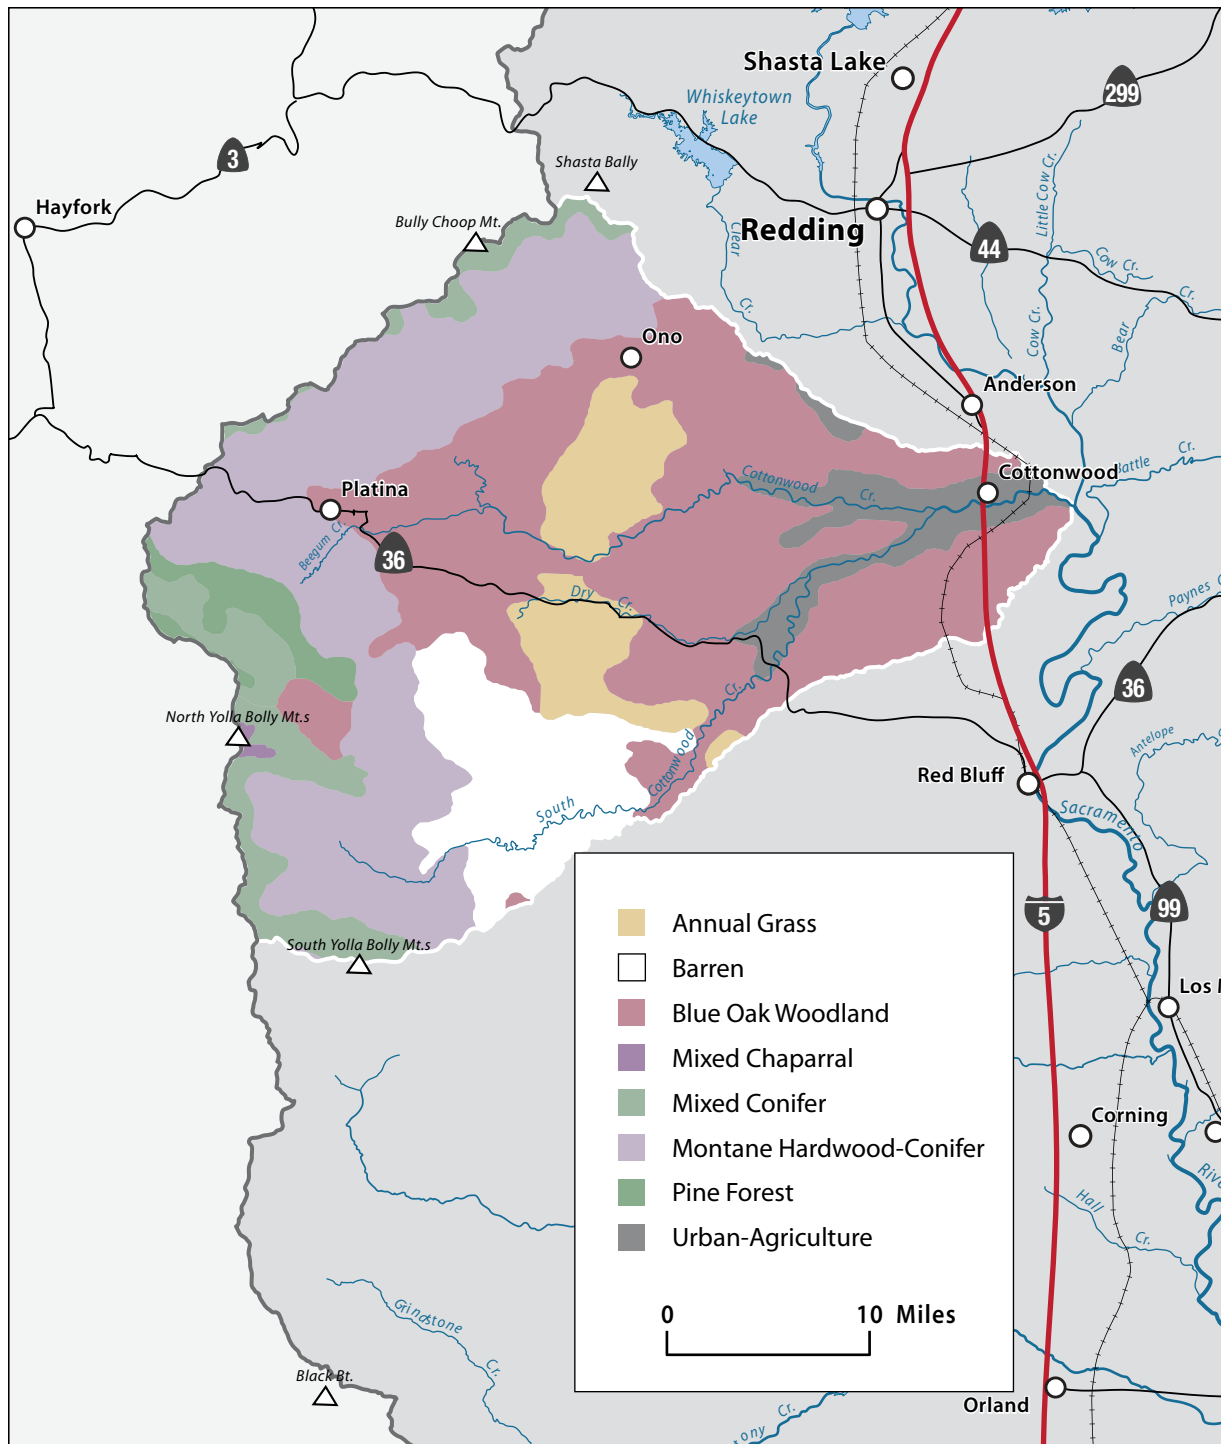 Shasta Lake
299
Whiskeytown
Lake
3
Shasta Bally
Little Cow Cr.
Hayfork
Bully Choop Mt.
Redding
Clear
44
Cow Cr.
Cr.
Cr.
Cow Cr.
Bear
Ono
Anderson
Cottonwood
Battle
Cr.
Cottonwood
Cr.
Platina
Beegum Cr.
36
Dry
Cr.
Paynes
36
Cr.
North Yolla Bolly Mt.s
Antelope
Cottonwood
Red Bluff
South
Sacramento
99
5
Annual Grass
Barren
Blue Oak Woodland
Mixed Chaparral
Mixed Conifer
Montane Hardwood-Conifer
Pine Forest
Urban-Agriculture
0
10 Miles
South Yolla Bolly Mt.s
Los
Corning
Hall
Cr.
Grindstone
Cr.
Black Bt.
Orland
Cr.